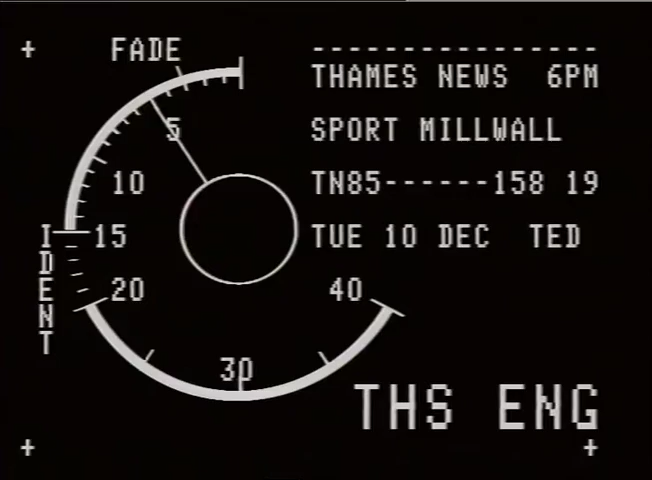 FADE
----------------
THAMES NEWS 6PM
SPORT MILLWALL
TN85------158 19
TUE 10 DEC TED
5
10
15
20
30
40
IDENT
THS ENG